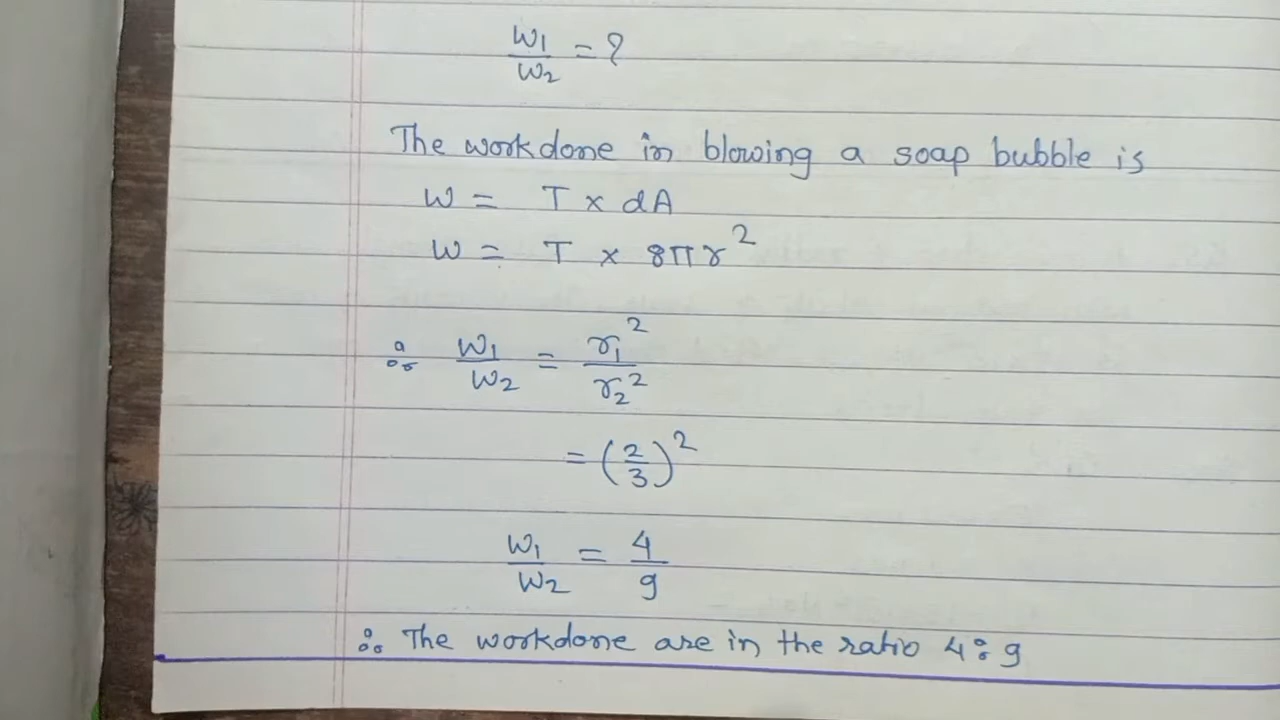 W₁/W₂ = ?
The workdone in blowing a soap bubble is
W = T × dA
W = T × 8πr²
∴ W₁/W₂ = r₁²/r₂²
= (2/3)²
W₁/W₂ = 4/9
∴ The workdone are in the ratio 4:9